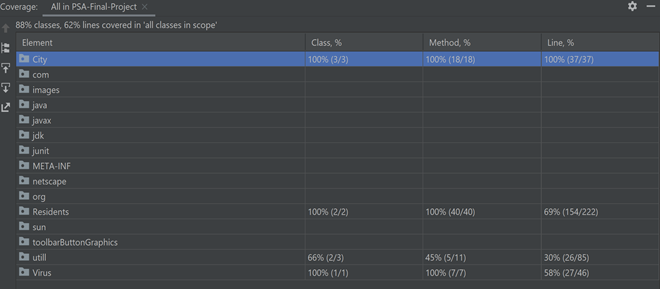 Coverage: All in PSA-Final-Project ×
88% classes, 62% lines covered in 'all classes in scope'
Element Class, % Method, % Line, %
City 100% (3/3) 100% (18/18) 100% (37/37)
com
images
java
javax
jdk
junit
META-INF
netscape
org
Residents 100% (2/2) 100% (40/40) 69% (154/222)
sun
toolbarButtonGraphics
utill 66% (2/3) 45% (5/11) 30% (26/85)
Virus 100% (1/1) 100% (7/7) 58% (27/46)